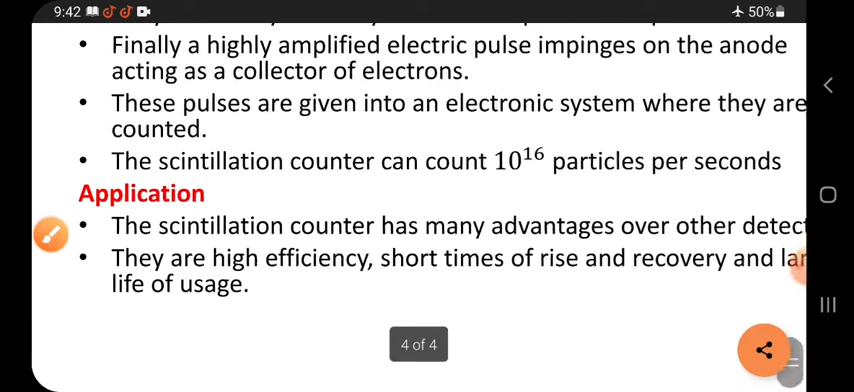 9:42
50%
• Finally a highly amplified electric pulse impinges on the anode
acting as a collector of electrons.
• These pulses are given into an electronic system where they are
counted.
• The scintillation counter can count 10¹⁶ particles per seconds
Application
• The scintillation counter has many advantages over other detect
• They are high efficiency, short times of rise and recovery and lar
life of usage.
4 of 4